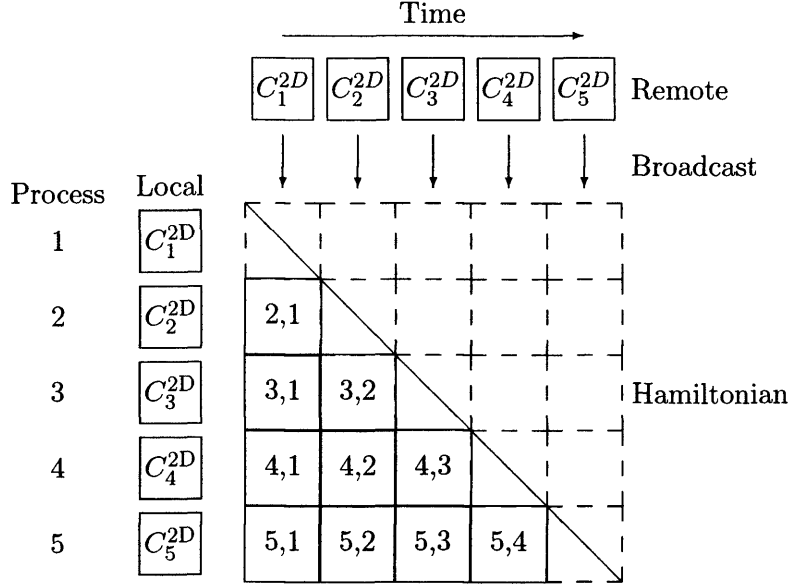 Time
C_1^{2D} C_2^{2D} C_3^{2D} C_4^{2D} C_5^{2D} Remote
Broadcast
Process Local
1 C_1^{2D}
2 C_2^{2D} 2,1
3 C_3^{2D} 3,1 3,2 Hamiltonian
4 C_4^{2D} 4,1 4,2 4,3
5 C_5^{2D} 5,1 5,2 5,3 5,4